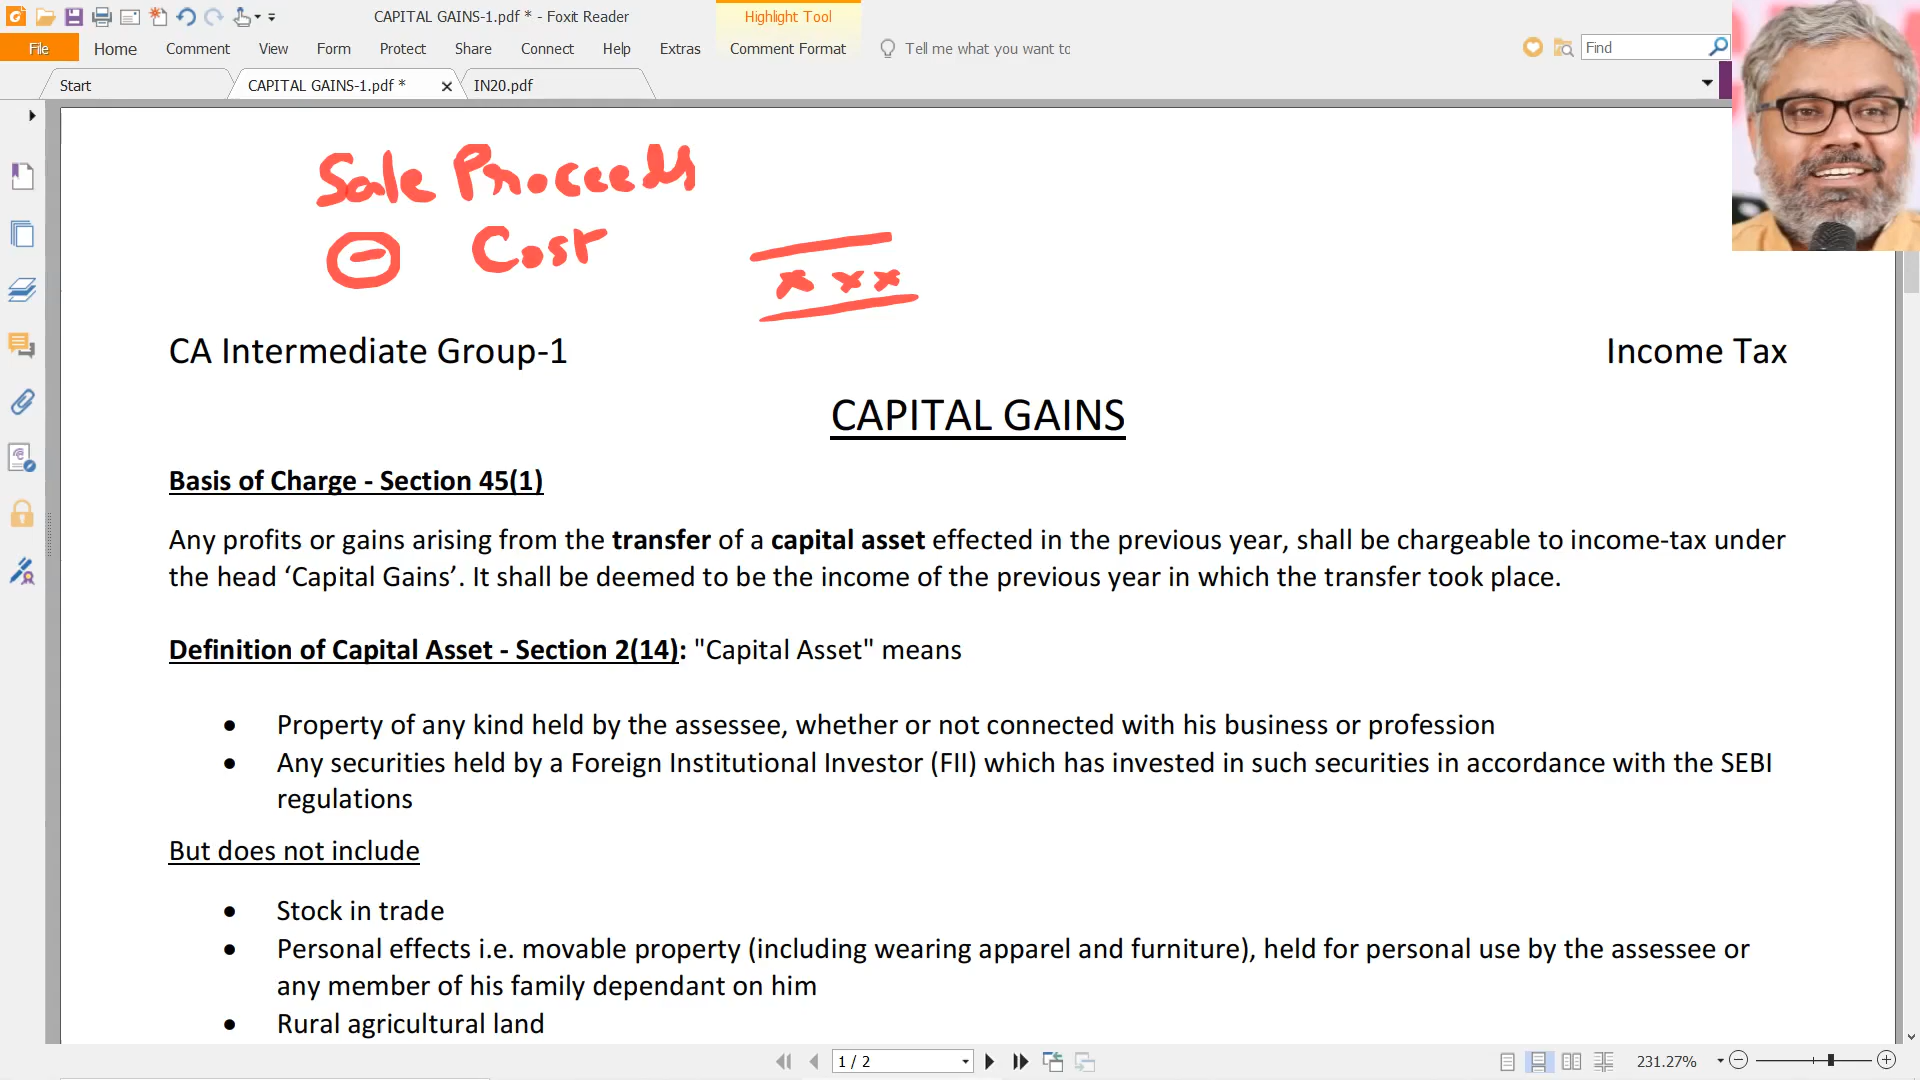 CAPITAL GAINS-1.pdf * - Foxit Reader
Highlight Tool
File Home Comment View Form Protect Share Connect Help Extras Comment Format Tell me what you want to Find
Start CAPITAL GAINS-1.pdf * IN20.pdf
Sale Proceeds
- Cost
x x x
CA Intermediate Group-1 Income Tax
CAPITAL GAINS
Basis of Charge - Section 45(1)
Any profits or gains arising from the transfer of a capital asset effected in the previous year, shall be chargeable to income-tax under
the head ‘Capital Gains’. It shall be deemed to be the income of the previous year in which the transfer took place.
Definition of Capital Asset - Section 2(14): "Capital Asset" means
• Property of any kind held by the assessee, whether or not connected with his business or profession
• Any securities held by a Foreign Institutional Investor (FII) which has invested in such securities in accordance with the SEBI
regulations
But does not include
• Stock in trade
• Personal effects i.e. movable property (including wearing apparel and furniture), held for personal use by the assessee or
any member of his family dependant on him
• Rural agricultural land
1 / 2 231.27%